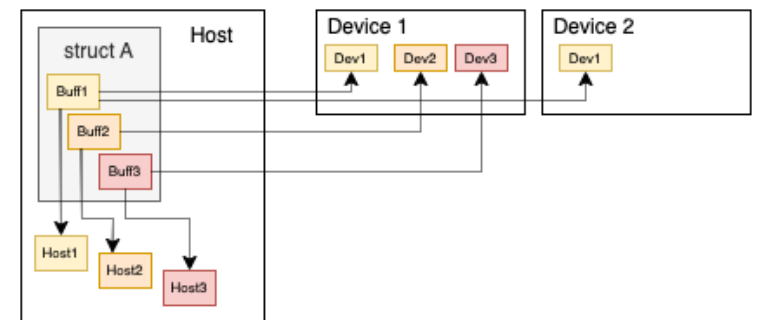 Host
struct A
Buff1
Buff2
Buff3
Host1
Host2
Host3
Device 1
Dev1
Dev2
Dev3
Device 2
Dev1